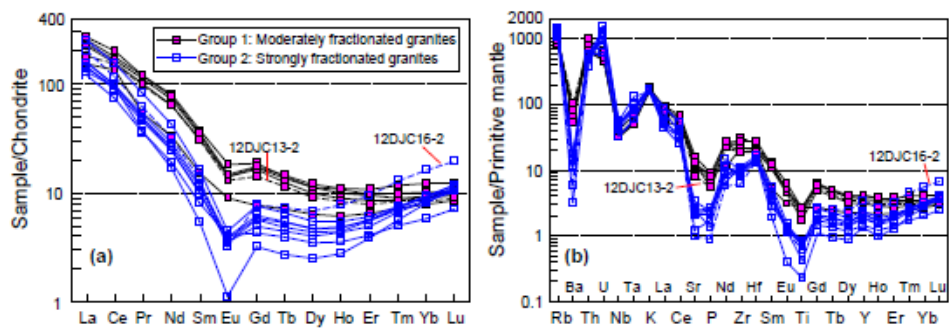 400
100
10
1
Sample/Chondrite
Group 1: Moderately fractionated granites
Group 2: Strongly fractionated granites
12DJC13-2
12DJC16-2
(a)
La Ce Pr Nd Sm Eu Gd Tb Dy Ho Er Tm Yb Lu
2000
1000
100
10
1
0.1
Sample/Primitive mantle
12DJC16-2
12DJC13-2
(b)
Ba U Ta La Sr Nd Hf Eu Gd Dy Ho Tm Lu
Rb Th Nb K Ce P Zr Sm Ti Tb Y Er Yb